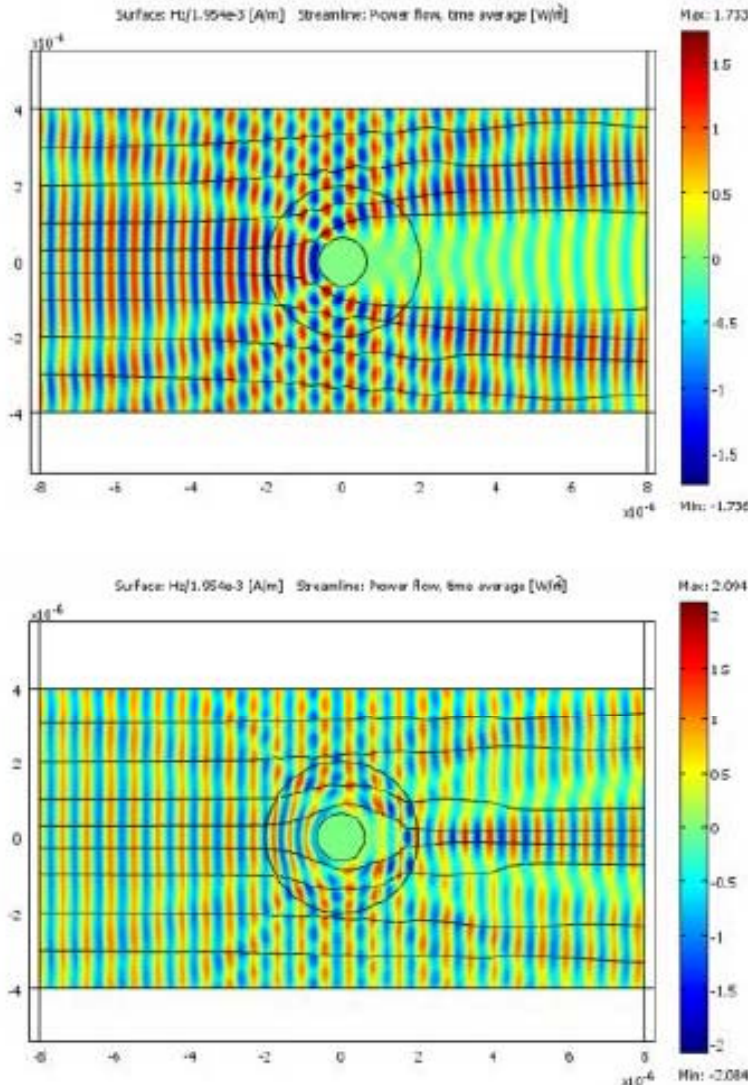 Surface: Hz/1.954e-3 [A/m] Streamline: Power flow, time average [W/m²]
Max: 1.733
x10⁻⁶
4
2
0
-2
-4
1.5
1
0.5
0
-0.5
-1
-1.5
-8 -6 -4 -2 0 2 4 6 8
x10⁻⁶
Min: -1.736
Surface: Hz/1.954e-3 [A/m] Streamline: Power flow, time average [W/m²]
Max: 2.094
x10⁻⁶
4
2
0
-2
-4
2
1.5
1
0.5
0
-0.5
-1
-1.5
-2
-8 -6 -4 -2 0 2 4 6 8
x10⁻⁶
Min: -2.084